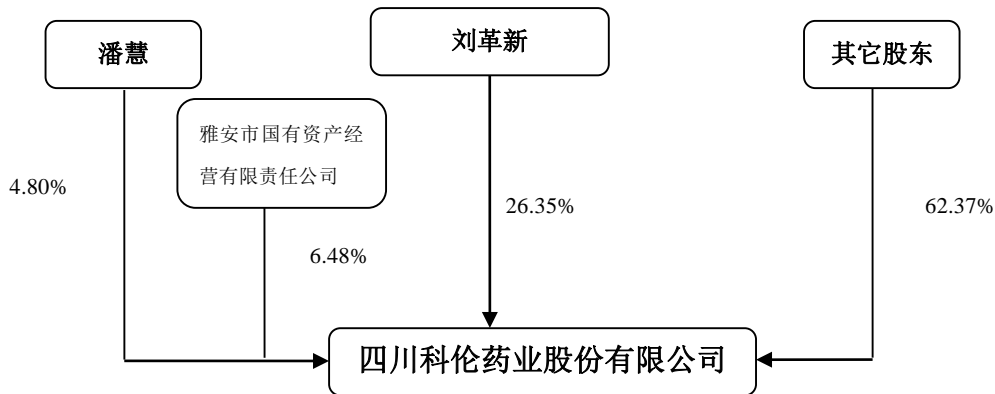 潘慧
刘革新
其它股东
雅安市国有资产经
营有限责任公司
4.80%
26.35%
62.37%
6.48%
四川科伦药业股份有限公司